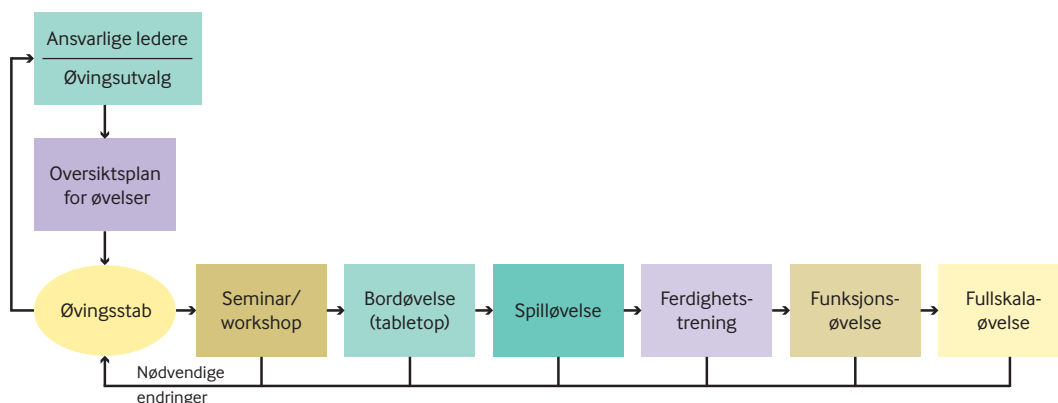 Ansvarlige ledere
Øvingsutvalg
Oversiktsplan
for øvelser
Øvingsstab
Seminar/
workshop
Bordøvelse
(tabletop)
Spilløvelse
Ferdighets-
trening
Funksjons-
øvelse
Fullskala-
øvelse
Nødvendige
endringer